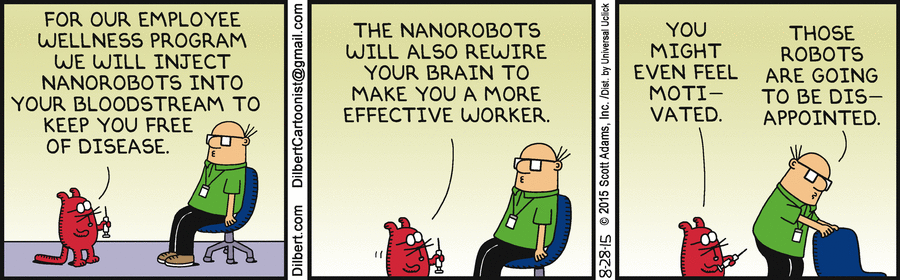 FOR OUR EMPLOYEE
WELLNESS PROGRAM
WE WILL INJECT
NANOROBOTS INTO
YOUR BLOODSTREAM TO
KEEP YOU FREE
OF DISEASE.
Dilbert.com DilbertCartoonist@gmail.com
THE NANOROBOTS
WILL ALSO REWIRE
YOUR BRAIN TO
MAKE YOU A MORE
EFFECTIVE WORKER.
8-28-15 © 2015 Scott Adams, Inc. /Dist. by Universal Uclick
YOU
MIGHT
EVEN FEEL
MOTI-
VATED.
THOSE
ROBOTS
ARE GOING
TO BE DIS-
APPOINTED.